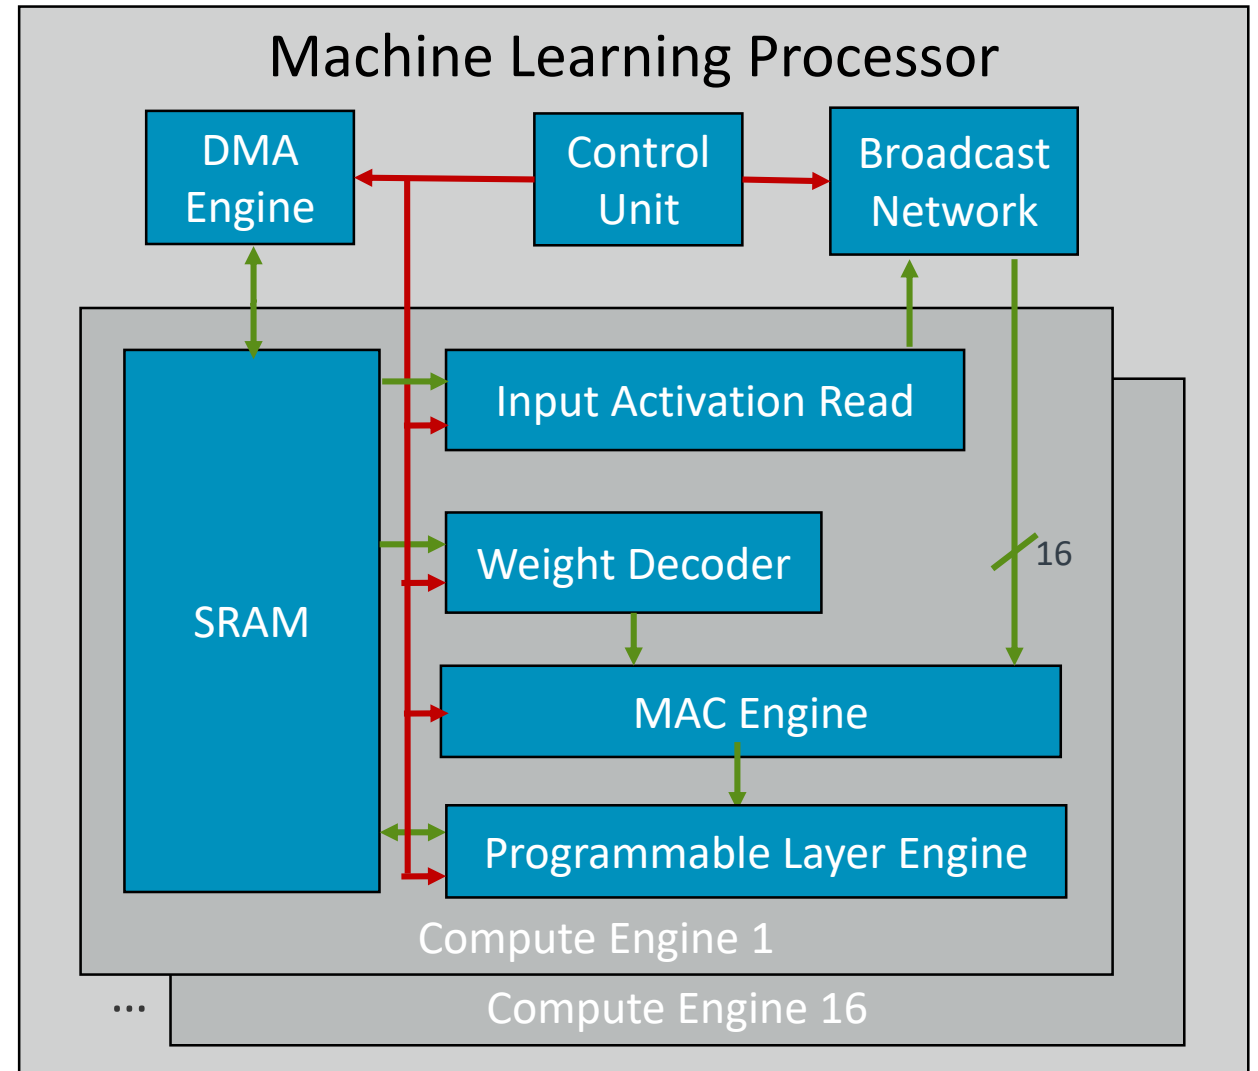 Machine Learning Processor
DMA
Engine
Control
Unit
Broadcast
Network
Input Activation Read
Weight Decoder
16
SRAM
MAC Engine
Programmable Layer Engine
Compute Engine 1
...
Compute Engine 16